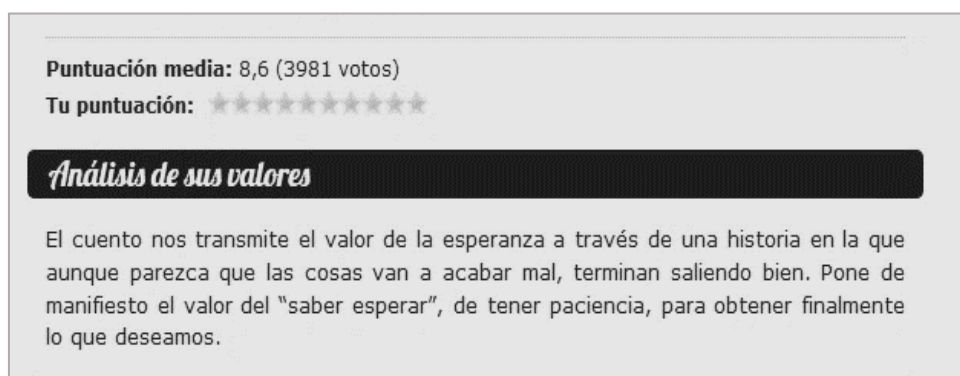 Puntuación media: 8,6 (3981 votos)
Tu puntuación:
Análisis de sus valores
El cuento nos transmite el valor de la esperanza a través de una historia en la que
aunque parezca que las cosas van a acabar mal, terminan saliendo bien. Pone de
manifiesto el valor del “saber esperar”, de tener paciencia, para obtener finalmente
lo que deseamos.